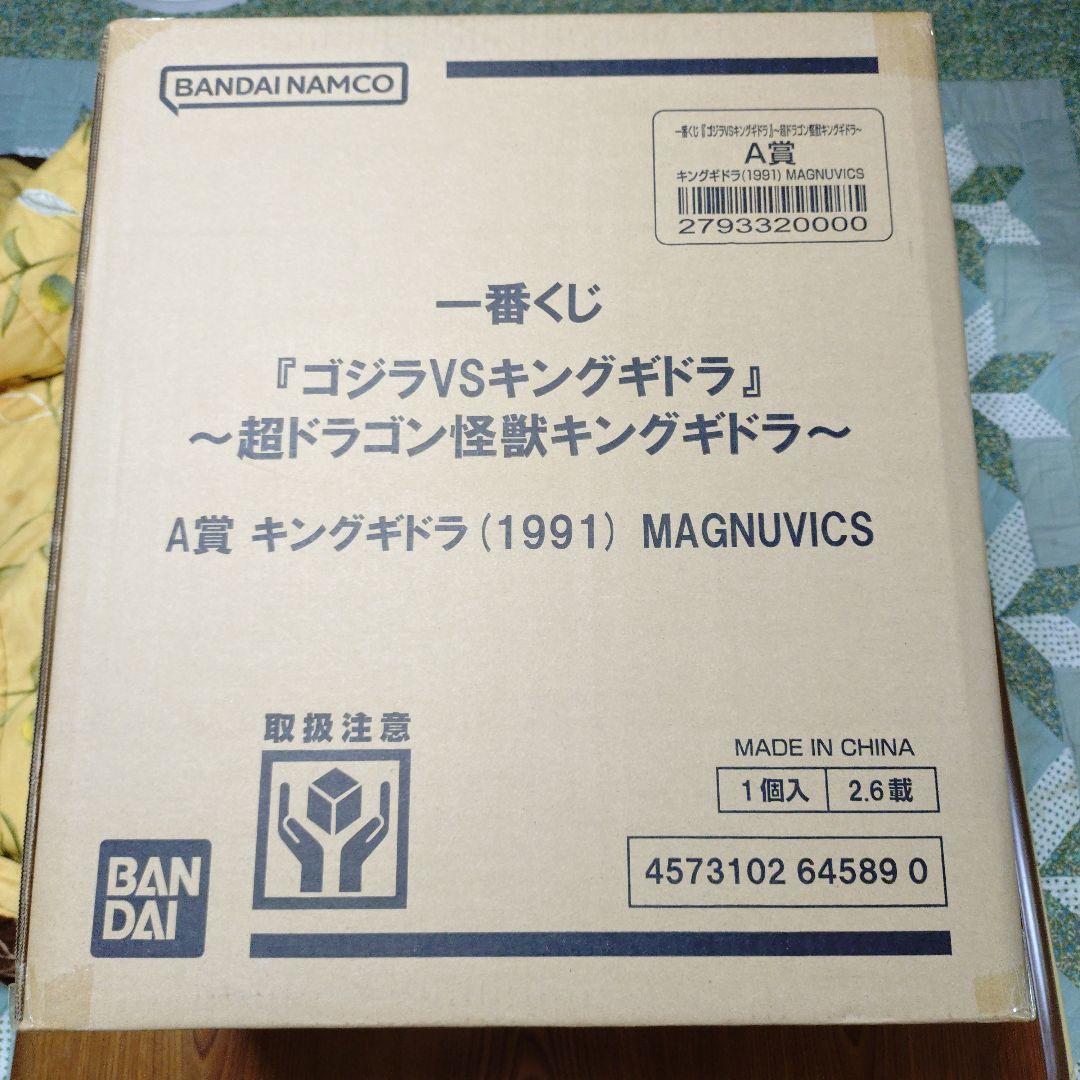 BANDAI NAMCO
一番くじ『ゴジラVSキングギドラ』~超ドラゴン怪獣キングギドラ~
A賞
キングギドラ(1991) MAGNUVICS
2793320000
一番くじ
『ゴジラVSキングギドラ』
~超ドラゴン怪獣キングギドラ~
A賞 キングギドラ(1991) MAGNUVICS
取扱注意
MADE IN CHINA
1個入 2.6載
4573102 64589 0
BAN
DAI